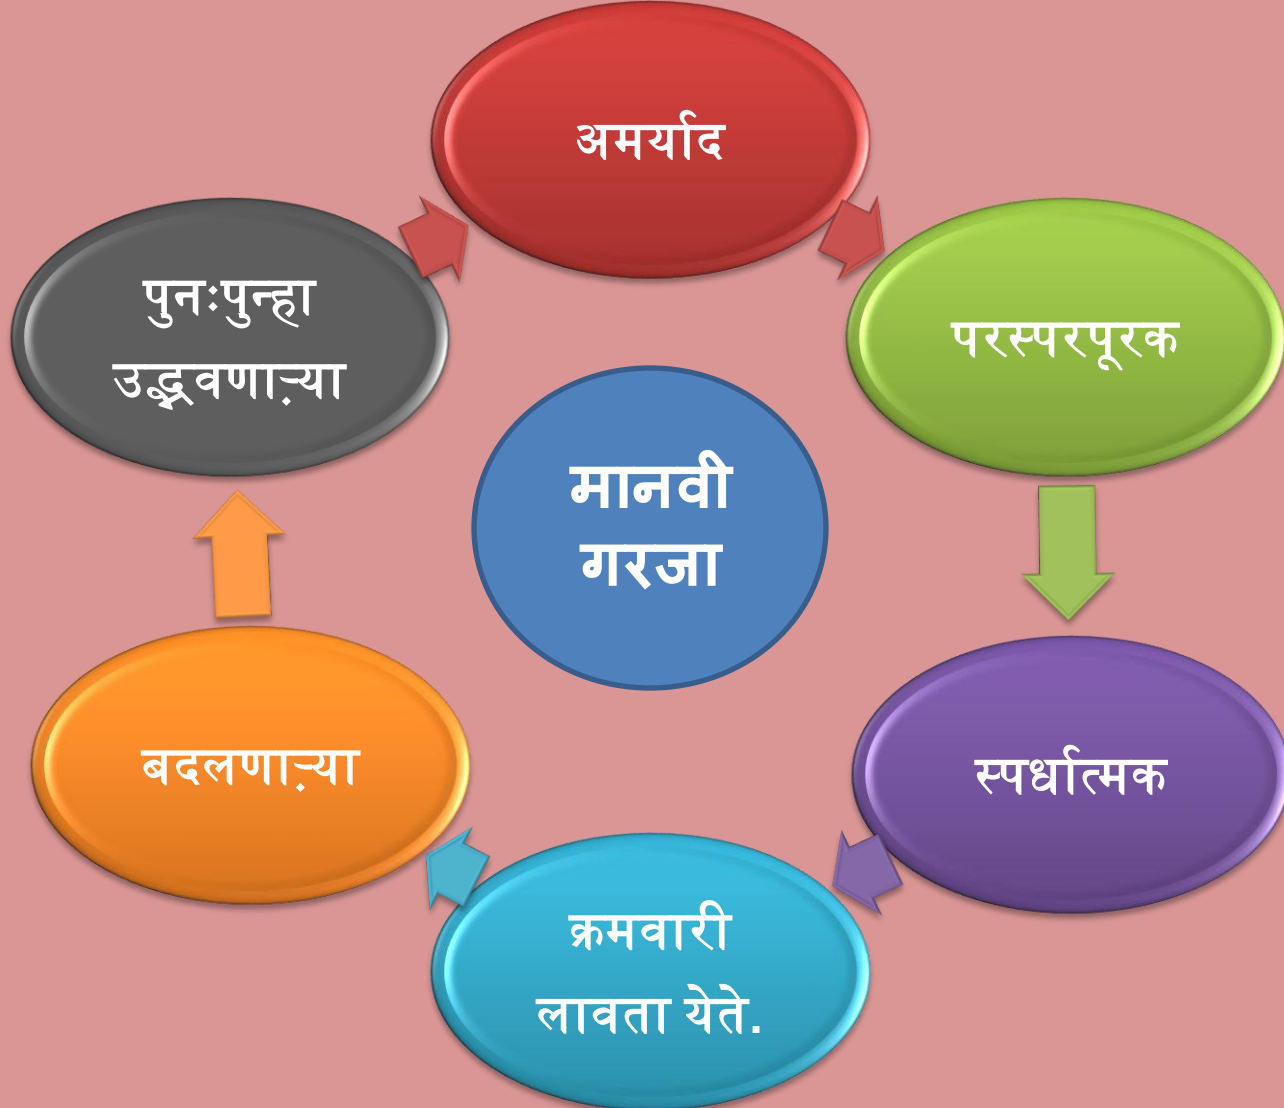 अमर्याद
परस्परपूरक
स्पर्धात्मक
क्रमवारी
लावता येते.
बदलणाऱ्या
पुनःपुन्हा
उद्भवणाऱ्या
मानवी
गरजा